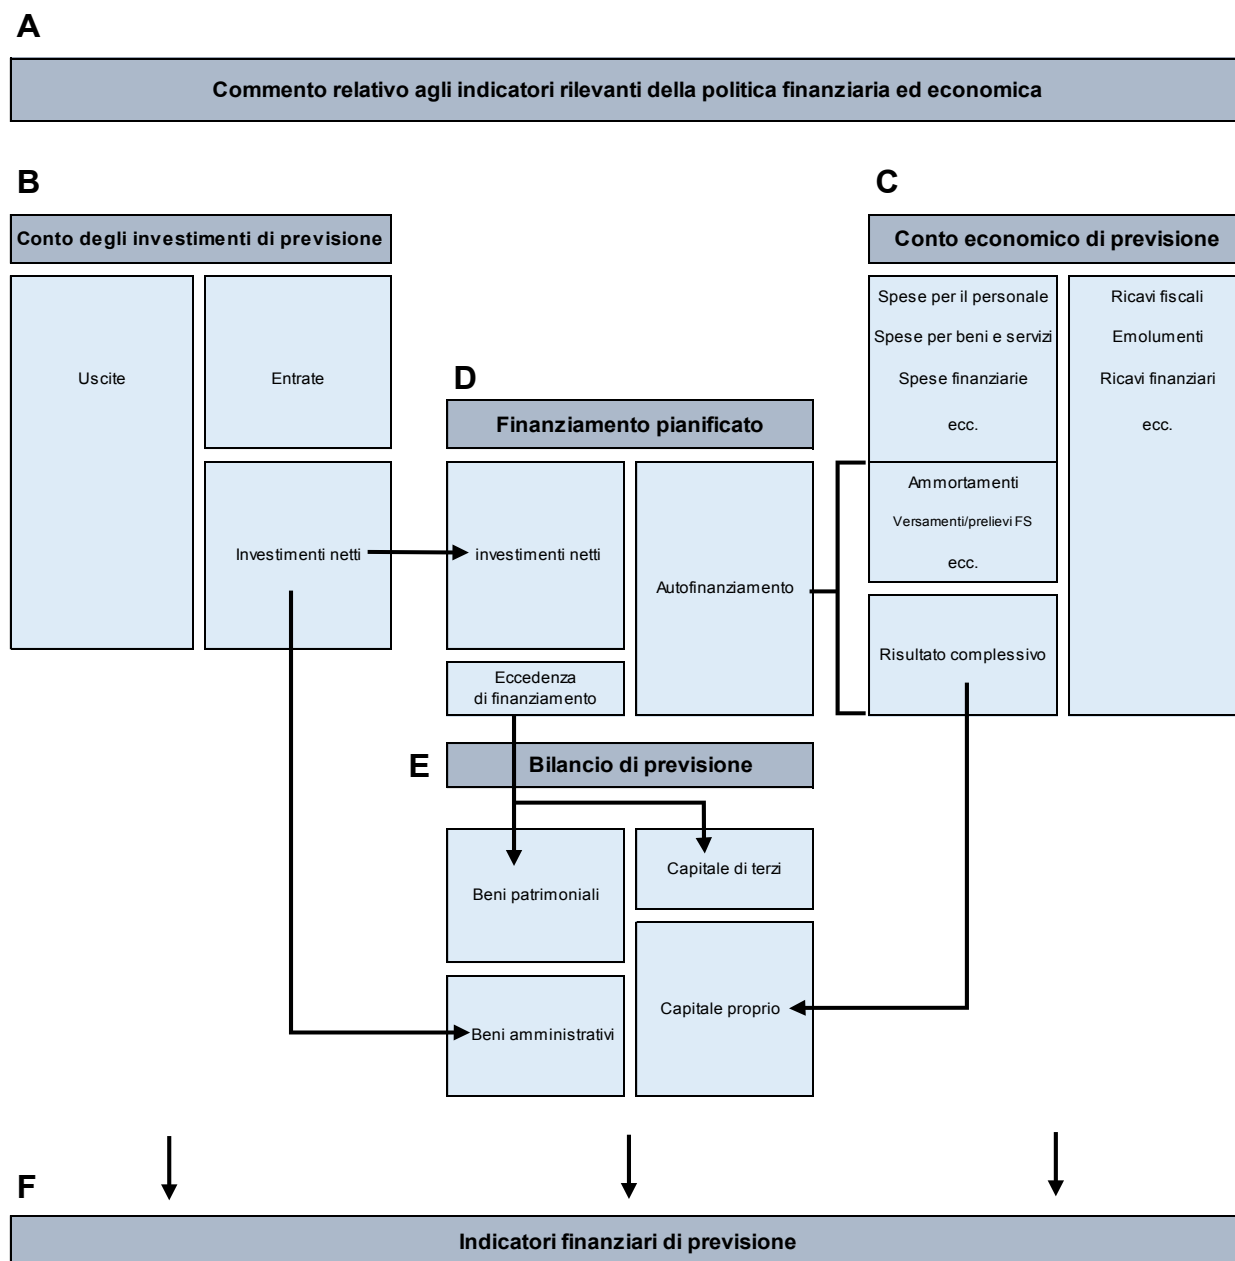 A
Commento relativo agli indicatori rilevanti della politica finanziaria ed economica
B
Conto degli investimenti di previsione
Uscite
Entrate
Investimenti netti
C
Conto economico di previsione
Spese per il personale
Spese per beni e servizi
Spese finanziarie
ecc.
Ammortamenti
Versamenti/prelievi FS
ecc.
Risultato complessivo
Ricavi fiscali
Emolumenti
Ricavi finanziari
ecc.
D
Finanziamento pianificato
investimenti netti
Autofinanziamento
Eccedenza
di finanziamento
E
Bilancio di previsione
Beni patrimoniali
Capitale di terzi
Capitale proprio
Beni amministrativi
F
Indicatori finanziari di previsione